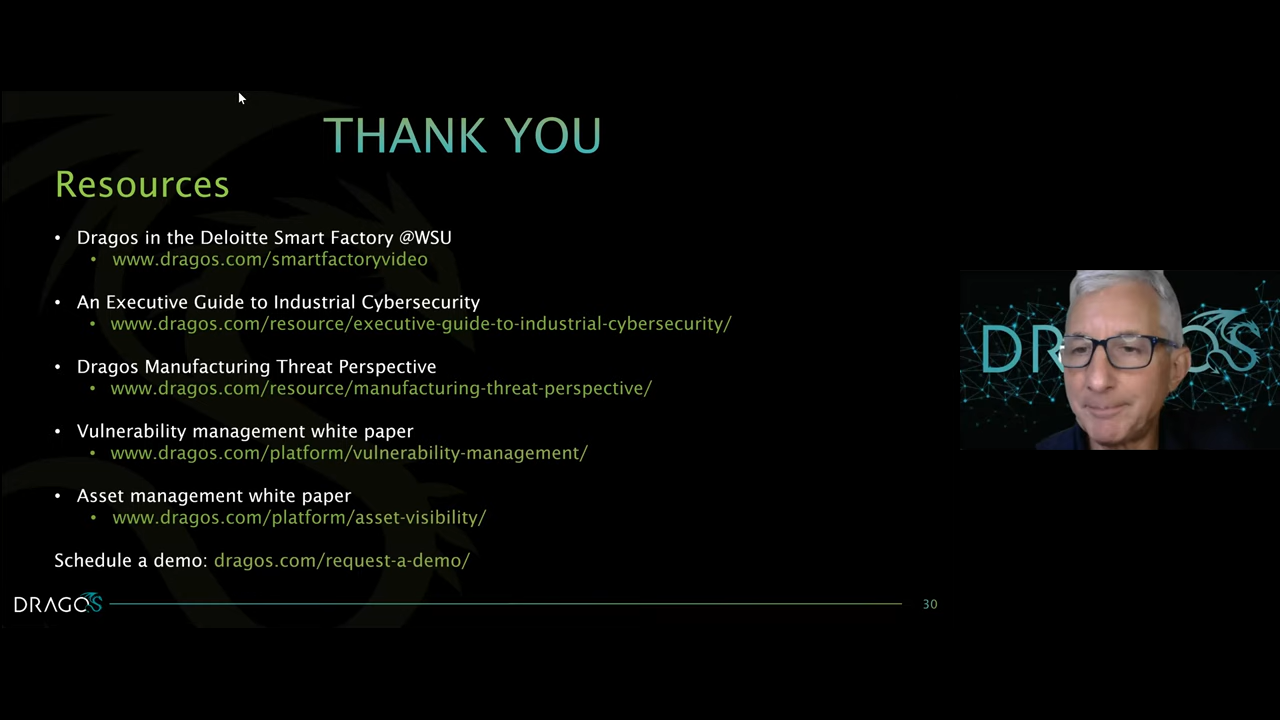 THANK YOU
Resources
• Dragos in the Deloitte Smart Factory @WSU
• www.dragos.com/smartfactoryvideo
• An Executive Guide to Industrial Cybersecurity
• www.dragos.com/resource/executive-guide-to-industrial-cybersecurity/
• Dragos Manufacturing Threat Perspective
• www.dragos.com/resource/manufacturing-threat-perspective/
• Vulnerability management white paper
• www.dragos.com/platform/vulnerability-management/
• Asset management white paper
• www.dragos.com/platform/asset-visibility/
Schedule a demo: dragos.com/request-a-demo/
DRAGOS
30
DRAGOS